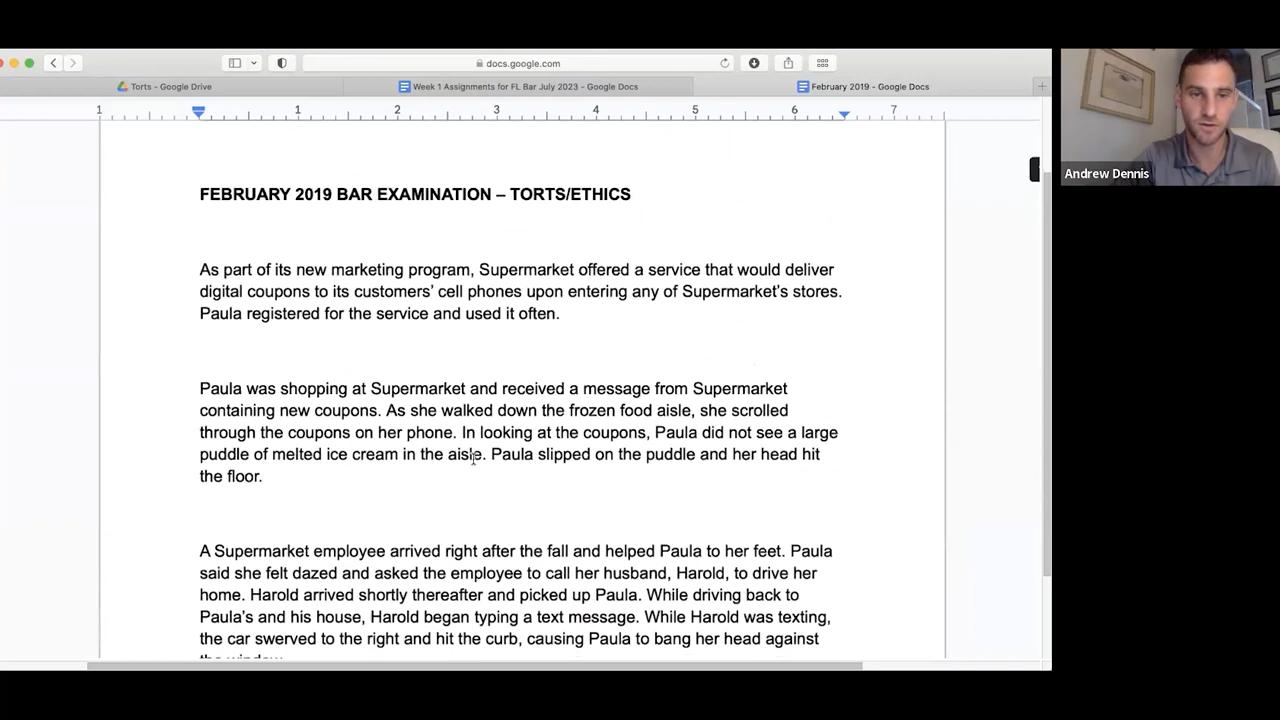 docs.google.com
Torts - Google Drive
Week 1 Assignments for FL Bar July 2023 - Google Docs
February 2019 - Google Docs
1 1 2 3 4 5 6 7
Andrew Dennis
FEBRUARY 2019 BAR EXAMINATION – TORTS/ETHICS
As part of its new marketing program, Supermarket offered a service that would deliver
digital coupons to its customers’ cell phones upon entering any of Supermarket’s stores.
Paula registered for the service and used it often.
Paula was shopping at Supermarket and received a message from Supermarket
containing new coupons. As she walked down the frozen food aisle, she scrolled
through the coupons on her phone. In looking at the coupons, Paula did not see a large
puddle of melted ice cream in the aisle. Paula slipped on the puddle and her head hit
the floor.
A Supermarket employee arrived right after the fall and helped Paula to her feet. Paula
said she felt dazed and asked the employee to call her husband, Harold, to drive her
home. Harold arrived shortly thereafter and picked up Paula. While driving back to
Paula’s and his house, Harold began typing a text message. While Harold was texting,
the car swerved to the right and hit the curb, causing Paula to bang her head against
the window.